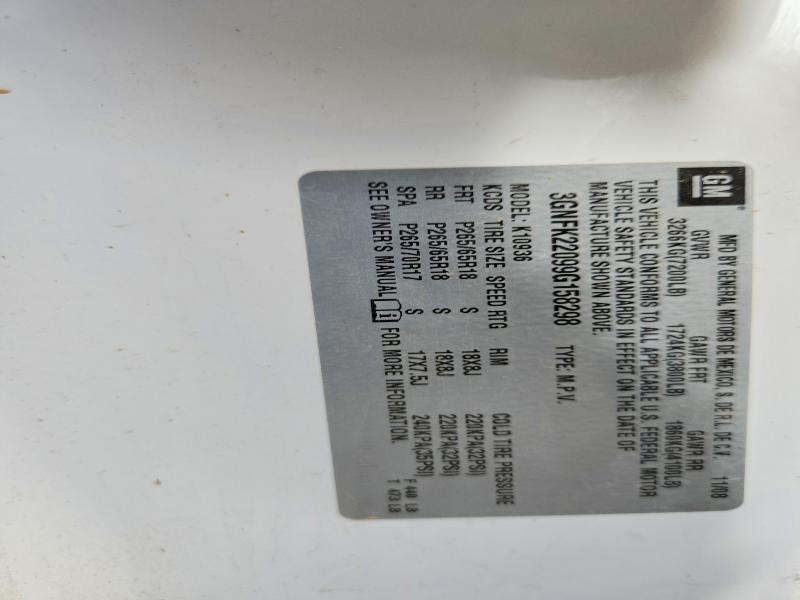 GM
MFD BY GENERAL MOTORS DE MEXICO, S. DE R.L. DE C.V. 11/08
GVWR GAWR FRT GAWR RR
3266KG(7200LB) 1724KG(3800LB) 1860KG(4100LB)
THIS VEHICLE CONFORMS TO ALL APPLICABLE U.S. FEDERAL MOTOR
VEHICLE SAFETY STANDARDS IN EFFECT ON THE DATE OF
MANUFACTURE SHOWN ABOVE.
3GNFK22099G158298 TYPE: M.P.V.
MODEL: K10936
KCDS TIRE SIZE SPEED RTG RIM COLD TIRE PRESSURE
FRT P265/65R18 S 18X8J 220KPA(32PSI)
RR P265/65R18 S 18X8J 220KPA(32PSI)
SPA P265/70R17 S 17X7.5J 240KPA(35PSI)
SEE OWNER'S MANUAL FOR MORE INFORMATION.
F 440 LB
T 473 LB